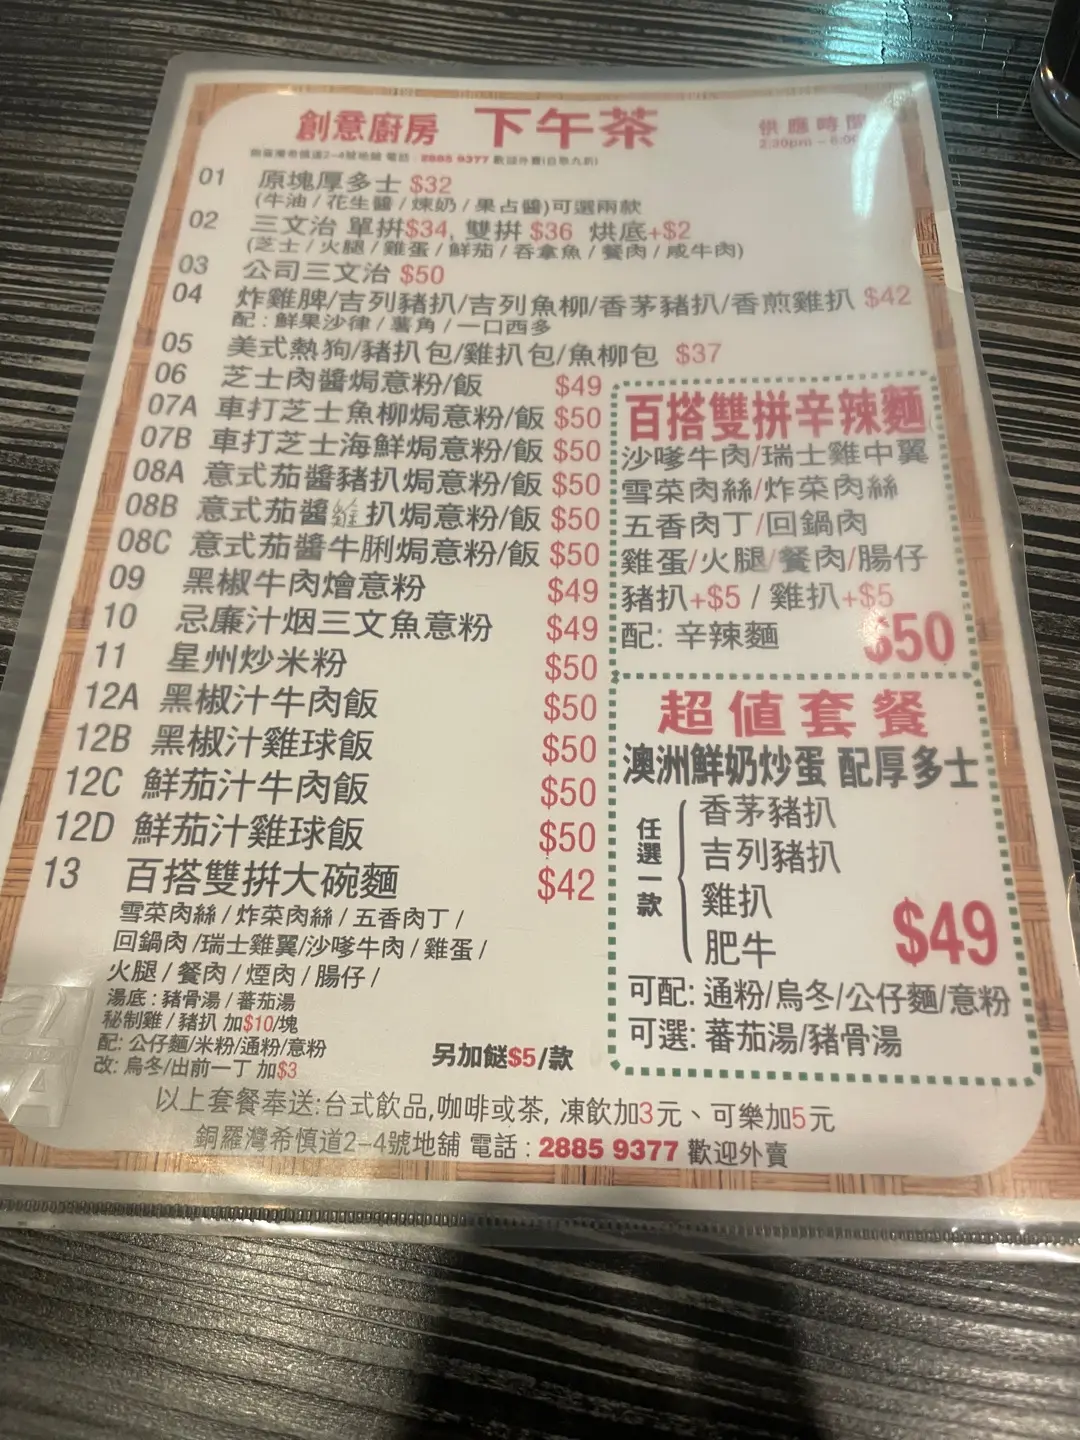 創意廚房 下午茶 供應時間
銅鑼灣希慎道2-4號地舖 電話：2885 9377 歡迎外賣(自取九折) 2:30pm – 6:00
01 原塊厚多士 $32
(牛油 / 花生醬 / 煉奶 / 果占醬)可選兩款
02 三文治 單拼$34, 雙拼 $36 烘底+$2
(芝士 / 火腿 / 雞蛋 / 鮮茄 / 吞拿魚 / 餐肉 / 咸牛肉)
03 公司三文治 $50
04 炸雞脾/吉列豬扒/吉列魚柳/香茅豬扒/香煎雞扒 $42
配 : 鮮果沙律 / 薯角 / 一口西多
05 美式熱狗/豬扒包/雞扒包/魚柳包 $37
06 芝士肉醬焗意粉/飯 $49
07A 車打芝士魚柳焗意粉/飯 $50
07B 車打芝士海鮮焗意粉/飯 $50
08A 意式茄醬豬扒焗意粉/飯 $50
08B 意式茄醬雞扒焗意粉/飯 $50
08C 意式茄醬牛脷焗意粉/飯 $50
09 黑椒牛肉燴意粉 $49
10 忌廉汁烟三文魚意粉 $49
11 星州炒米粉 $50
12A 黑椒汁牛肉飯 $50
12B 黑椒汁雞球飯 $50
12C 鮮茄汁牛肉飯 $50
12D 鮮茄汁雞球飯 $50
13 百搭雙拼大碗麵 $42
雪菜肉絲 / 炸菜肉絲 / 五香肉丁 /
回鍋肉 /瑞士雞翼/沙嗲牛肉 / 雞蛋 /
火腿 / 餐肉 / 煙肉 / 腸仔 /
湯底 : 豬骨湯 / 蕃茄湯
秘制雞 / 豬扒 加$10/塊
配: 公仔麵/米粉/通粉/意粉
改: 烏冬/出前一丁 加$3
另加餸$5/款
百搭雙拼辛辣麵
沙嗲牛肉/瑞士雞中翼
雪菜肉絲/炸菜肉絲
五香肉丁/回鍋肉
雞蛋/火腿/餐肉/腸仔
豬扒+$5 / 雞扒+$5
配: 辛辣麵 $50
超值套餐
澳洲鮮奶炒蛋 配厚多士
任選一款
香茅豬扒
吉列豬扒
雞扒
肥牛
$49
可配: 通粉/烏冬/公仔麵/意粉
可選: 蕃茄湯/豬骨湯
以上套餐奉送:台式飲品,咖啡或茶, 凍飲加3元、可樂加5元
銅羅灣希慎道2–4號地舖 電話 : 2885 9377 歡迎外賣